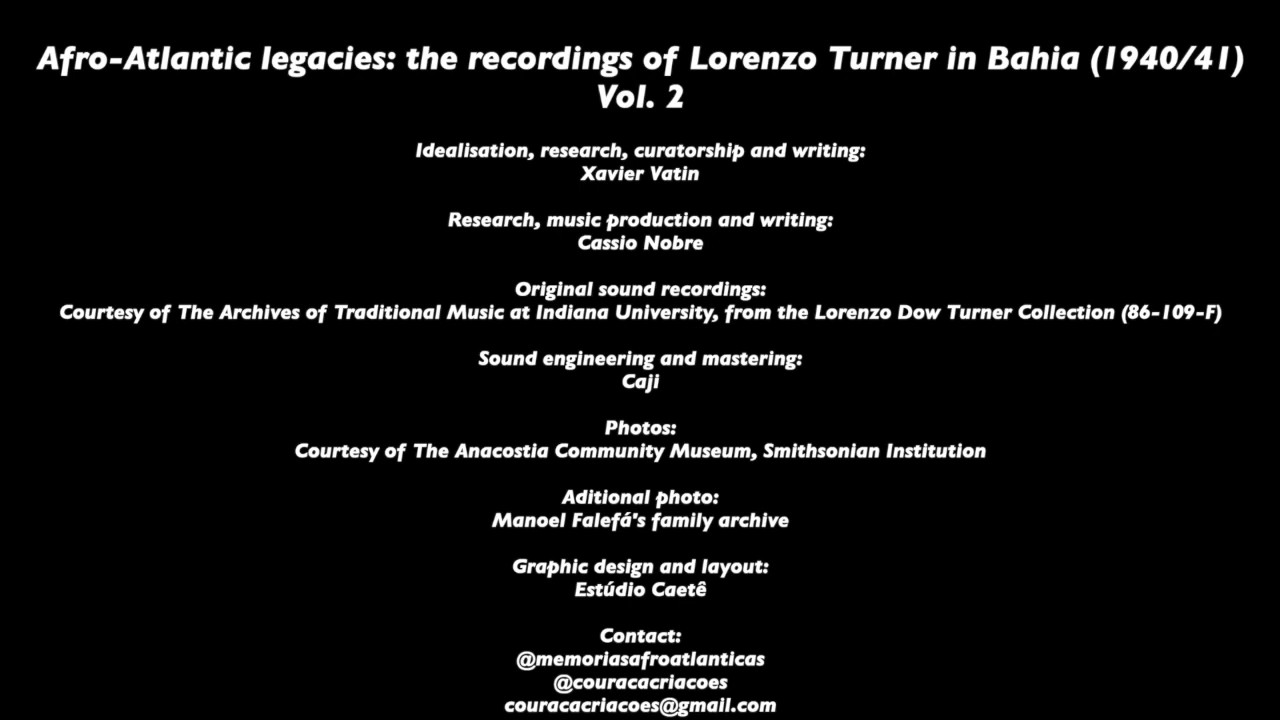 Afro-Atlantic legacies: the recordings of Lorenzo Turner in Bahia (1940/41)
Vol. 2
Idealisation, research, curatorship and writing:
Xavier Vatin
Research, music production and writing:
Cassio Nobre
Original sound recordings:
Courtesy of The Archives of Traditional Music at Indiana University, from the Lorenzo Dow Turner Collection (86-109-F)
Sound engineering and mastering:
Caji
Photos:
Courtesy of The Anacostia Community Museum, Smithsonian Institution
Aditional photo:
Manoel Falefá's family archive
Graphic design and layout:
Estúdio Caetê
Contact:
@memoriasafroatlanticas
@couracacriacoes
couracacriacoes@gmail.com